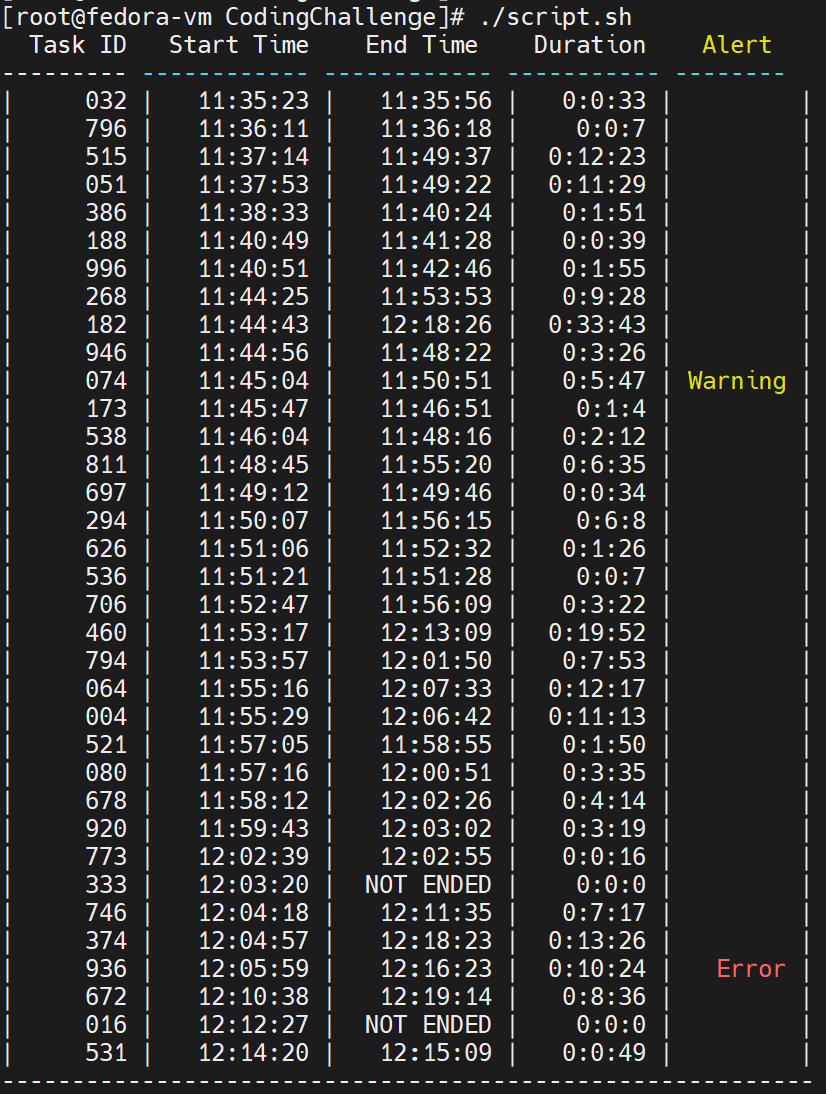 [root@fedora-vm CodingChallenge]# ./script.sh
Task ID Start Time End Time Duration Alert
--------- ------------ ------------ ----------- --------
| 032 | 11:35:23 | 11:35:56 | 0:0:33 | |
| 796 | 11:36:11 | 11:36:18 | 0:0:7 | |
| 515 | 11:37:14 | 11:49:37 | 0:12:23 | |
| 051 | 11:37:53 | 11:49:22 | 0:11:29 | |
| 386 | 11:38:33 | 11:40:24 | 0:1:51 | |
| 188 | 11:40:49 | 11:41:28 | 0:0:39 | |
| 996 | 11:40:51 | 11:42:46 | 0:1:55 | |
| 268 | 11:44:25 | 11:53:53 | 0:9:28 | |
| 182 | 11:44:43 | 12:18:26 | 0:33:43 | |
| 946 | 11:44:56 | 11:48:22 | 0:3:26 | |
| 074 | 11:45:04 | 11:50:51 | 0:5:47 | Warning |
| 173 | 11:45:47 | 11:46:51 | 0:1:4 | |
| 538 | 11:46:04 | 11:48:16 | 0:2:12 | |
| 811 | 11:48:45 | 11:55:20 | 0:6:35 | |
| 697 | 11:49:12 | 11:49:46 | 0:0:34 | |
| 294 | 11:50:07 | 11:56:15 | 0:6:8 | |
| 626 | 11:51:06 | 11:52:32 | 0:1:26 | |
| 536 | 11:51:21 | 11:51:28 | 0:0:7 | |
| 706 | 11:52:47 | 11:56:09 | 0:3:22 | |
| 460 | 11:53:17 | 12:13:09 | 0:19:52 | |
| 794 | 11:53:57 | 12:01:50 | 0:7:53 | |
| 064 | 11:55:16 | 12:07:33 | 0:12:17 | |
| 004 | 11:55:29 | 12:06:42 | 0:11:13 | |
| 521 | 11:57:05 | 11:58:55 | 0:1:50 | |
| 080 | 11:57:16 | 12:00:51 | 0:3:35 | |
| 678 | 11:58:12 | 12:02:26 | 0:4:14 | |
| 920 | 11:59:43 | 12:03:02 | 0:3:19 | |
| 773 | 12:02:39 | 12:02:55 | 0:0:16 | |
| 333 | 12:03:20 | NOT ENDED | 0:0:0 | |
| 746 | 12:04:18 | 12:11:35 | 0:7:17 | |
| 374 | 12:04:57 | 12:18:23 | 0:13:26 | |
| 936 | 12:05:59 | 12:16:23 | 0:10:24 | Error |
| 672 | 12:10:38 | 12:19:14 | 0:8:36 | |
| 016 | 12:12:27 | NOT ENDED | 0:0:0 | |
| 531 | 12:14:20 | 12:15:09 | 0:0:49 | |
----------------------------------------------------------